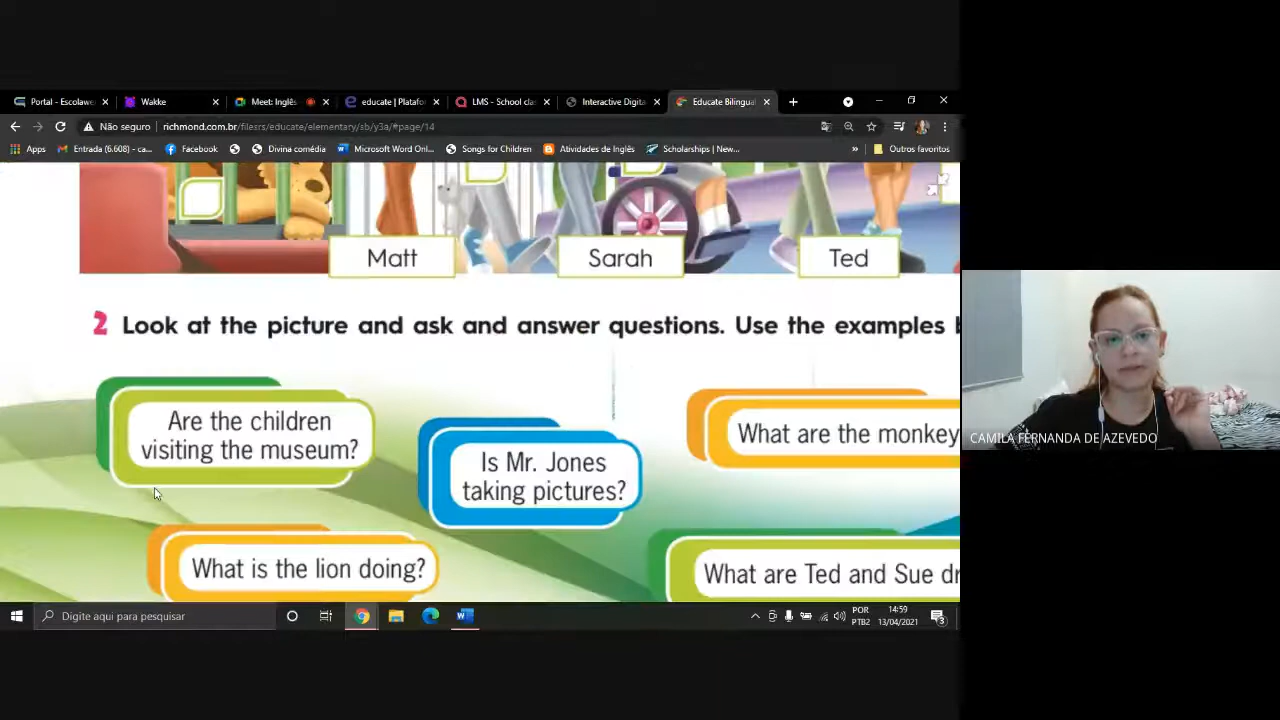 Portal - Escolawe
Wakke
Meet: Inglês
educate | Platafo
LMS - School cla
Interactive Digita
Educate Bilingual
Não seguro
richmond.com.br/filesrs/educate/elementary/sb/y3a/#page/14
Apps
Entrada (6.608) - ca...
Facebook
Divina comédia
Microsoft Word Onl...
Songs for Children
Atividades de Inglês
Scholarships | New...
»
Outros favoritos
Matt
Sarah
Ted
2 Look at the picture and ask and answer questions. Use the examples
Are the children
visiting the museum?
Is Mr. Jones
taking pictures?
What are the monkey
What is the lion doing?
What are Ted and Sue dr
CAMILA FERNANDA DE AZEVEDO
Digite aqui para pesquisar
POR
PTB2
14:59
13/04/2021
3